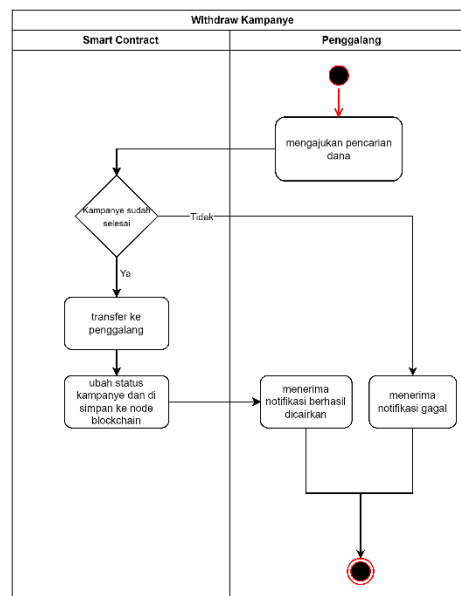 Withdraw Kampanye
Smart Contract
Penggalang
mengajukan pencarian
dana
Kampanye sudah
selesai
Tidak
Ya
transfer ke
penggalang
ubah status
kampanye dan di
simpan ke node
blockchain
menerima
notifikasi berhasil
dicairkan
menerima
notifikasi gagal